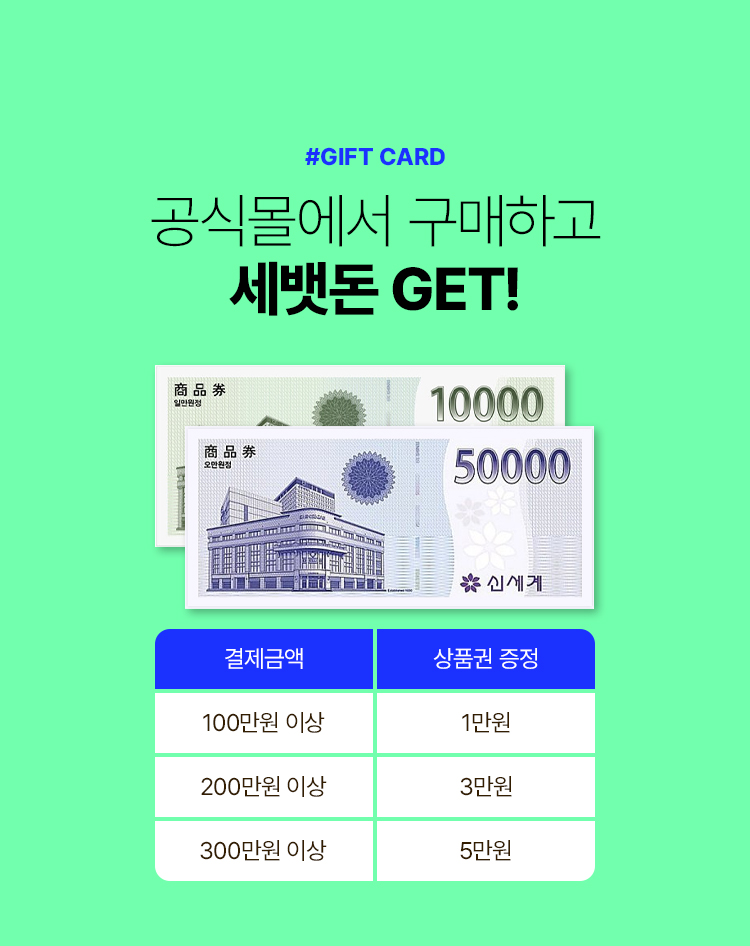 #GIFT CARD
공식몰에서 구매하고
세뱃돈 GET!
商品券
일만원정
10000
商品券
오만원정
50000
신세계
결제금액 상품권 증정
100만원 이상 1만원
200만원 이상 3만원
300만원 이상 5만원